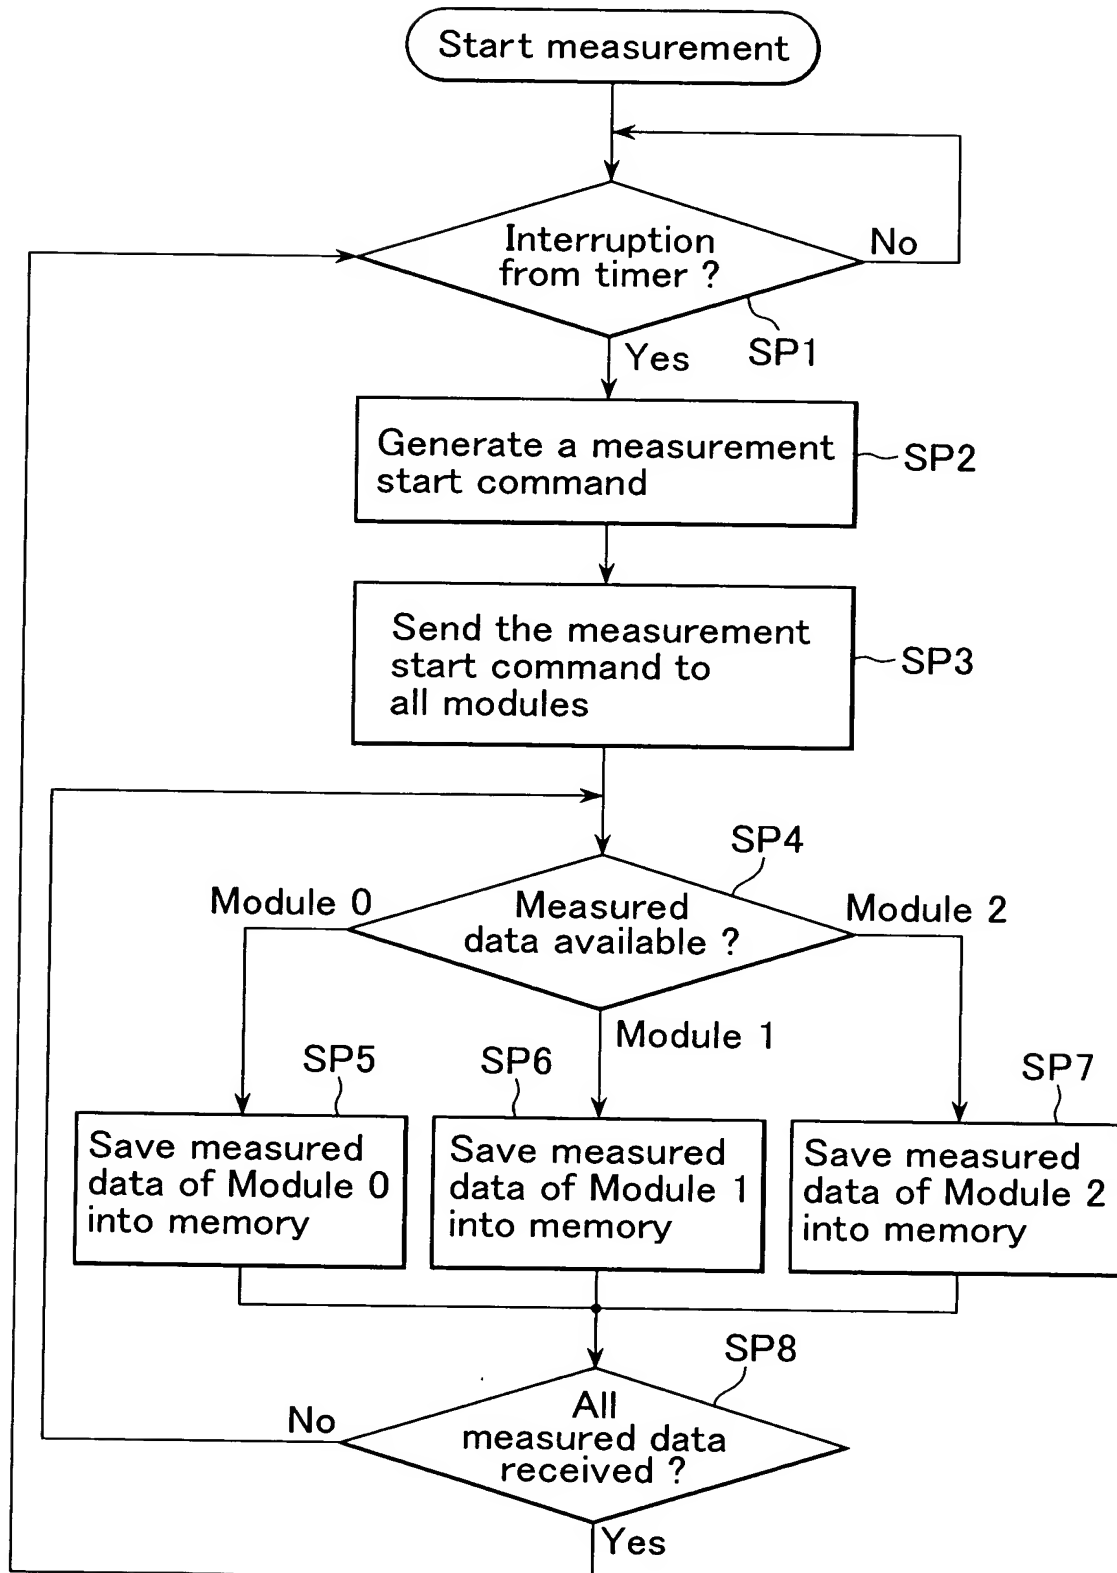 Start measurement
Interruption
from timer ?
No
SP1
Yes
Generate a measurement
start command
SP2
Send the measurement
start command to
all modules
SP3
SP4
Module 0
Measured
data available ?
Module 2
Module 1
SP5
SP6
SP7
Save measured
data of Module 0
into memory
Save measured
data of Module 1
into memory
Save measured
data of Module 2
into memory
SP8
No
All
measured data
received ?
Yes